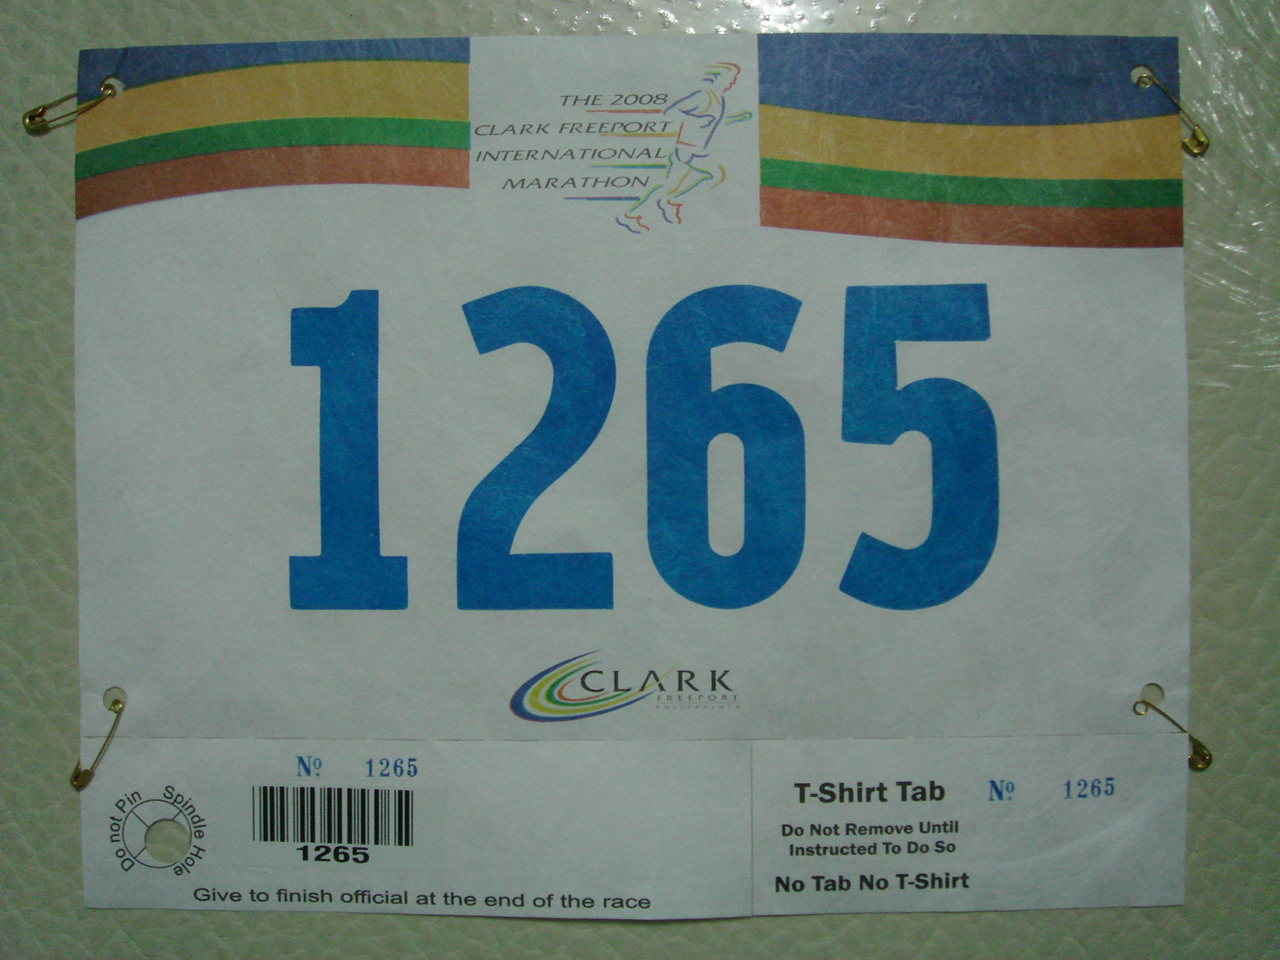 THE 2008
CLARK FREEPORT
INTERNATIONAL
MARATHON
1265
CLARK
FREEPORT
PHILIPPINES
Nº 1265
Do not Pin Spindle Hole
1265
Give to finish official at the end of the race
T-Shirt Tab Nº 1265
Do Not Remove Until
Instructed To Do So
No Tab No T-Shirt